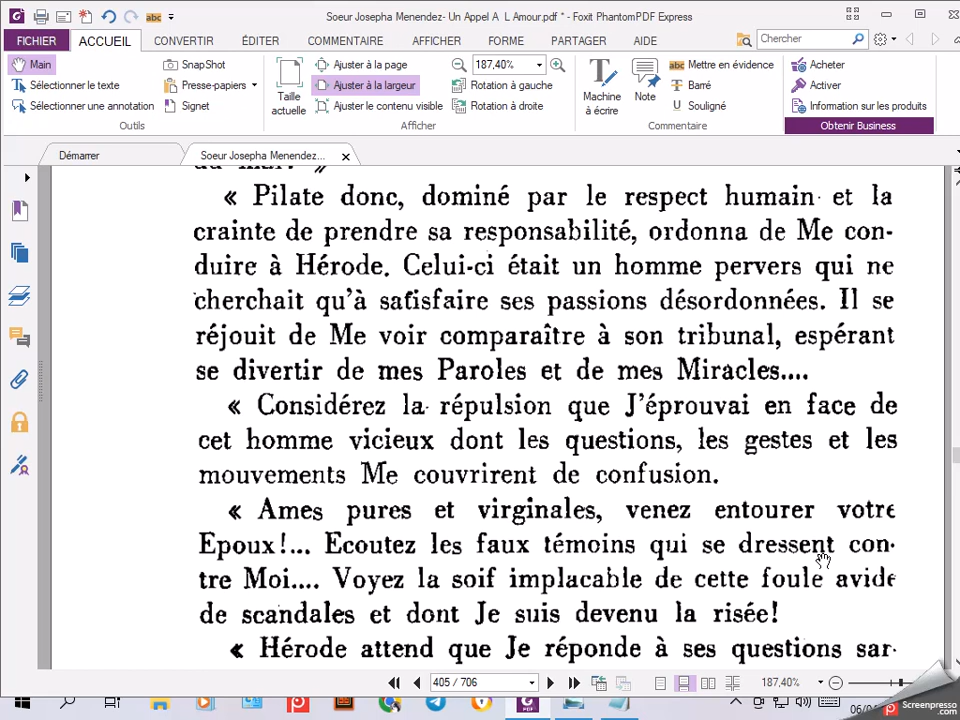 Soeur Josepha Menendez- Un Appel A L Amour.pdf * - Foxit PhantomPDF Express
FICHIER ACCUEIL CONVERTIR ÉDITER COMMENTAIRE AFFICHER FORME PARTAGER AIDE Chercher
Main SnapShot Ajuster à la page 187,40% abc Mettre en évidence Acheter
Sélectionner le texte Presse-papiers Ajuster à la largeur Rotation à gauche Barré Activer
Sélectionner une annotation Signet Taille actuelle Ajuster le contenu visible Rotation à droite Machine à écrire Note Souligné Information sur les produits
Outils Afficher Commentaire Obtenir Business
Démarrer Soeur Josepha Menendez...
« Pilate donc, dominé par le respect humain et la
crainte de prendre sa responsabilité, ordonna de Me con-
duire à Hérode. Celui-ci était un homme pervers qui ne
cherchait qu'à satisfaire ses passions désordonnées. Il se
réjouit de Me voir comparaître à son tribunal, espérant
se divertir de mes Paroles et de mes Miracles....
« Considérez la répulsion que J'éprouvai en face de
cet homme vicieux dont les questions, les gestes et les
mouvements Me couvrirent de confusion.
« Ames pures et virginales, venez entourer votre
Epoux!... Ecoutez les faux témoins qui se dressent con-
tre Moi.... Voyez la soif implacable de cette foule avide
de scandales et dont Je suis devenu la risée!
« Hérode attend que Je réponde à ses questions sar-
405 / 706 187,40%
Screenpresso.com